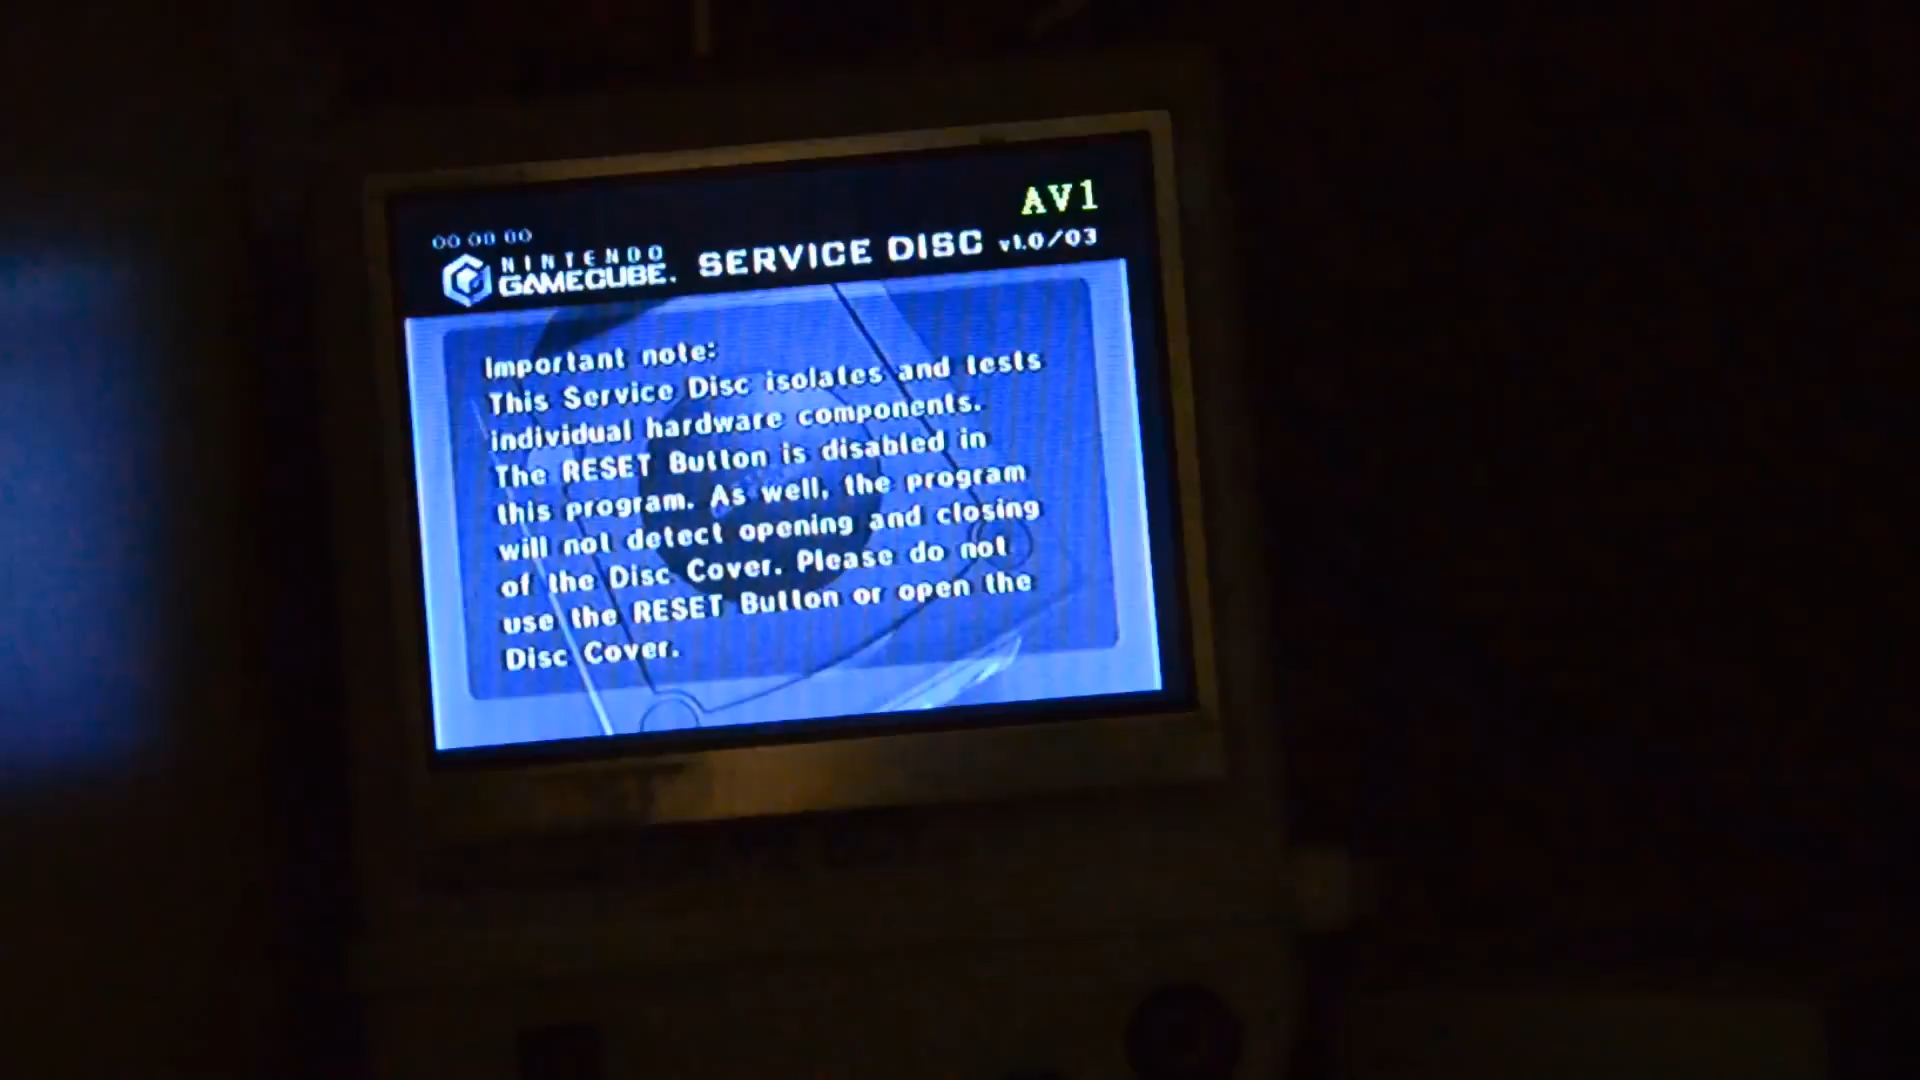 AV1
00 00 00
NINTENDO
GAMECUBE. SERVICE DISC v1.0/03
Important note:
This Service Disc isolates and tests
individual hardware components.
The RESET Button is disabled in
this program. As well, the program
will not detect opening and closing
of the Disc Cover. Please do not
use the RESET Button or open the
Disc Cover.